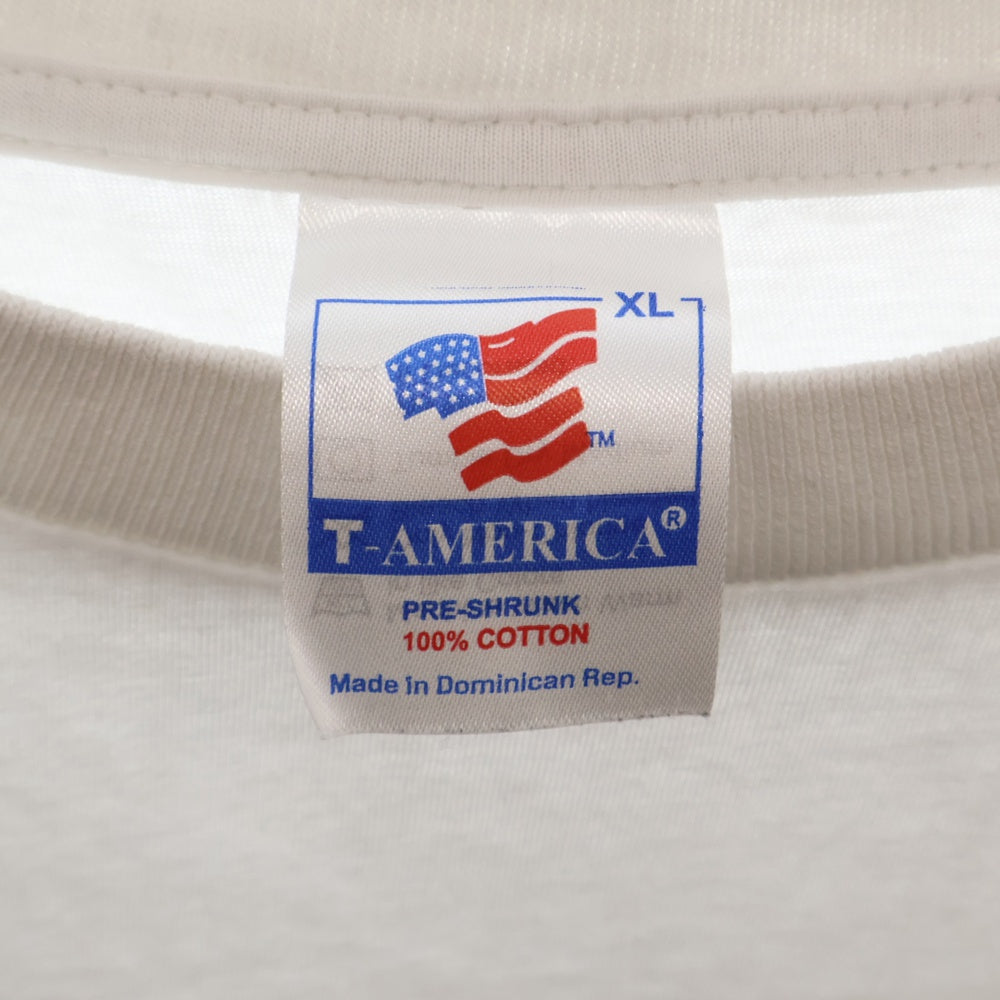 XL
TM
T-AMERICA®
PRE-SHRUNK
100% COTTON
Made in Dominican Rep.